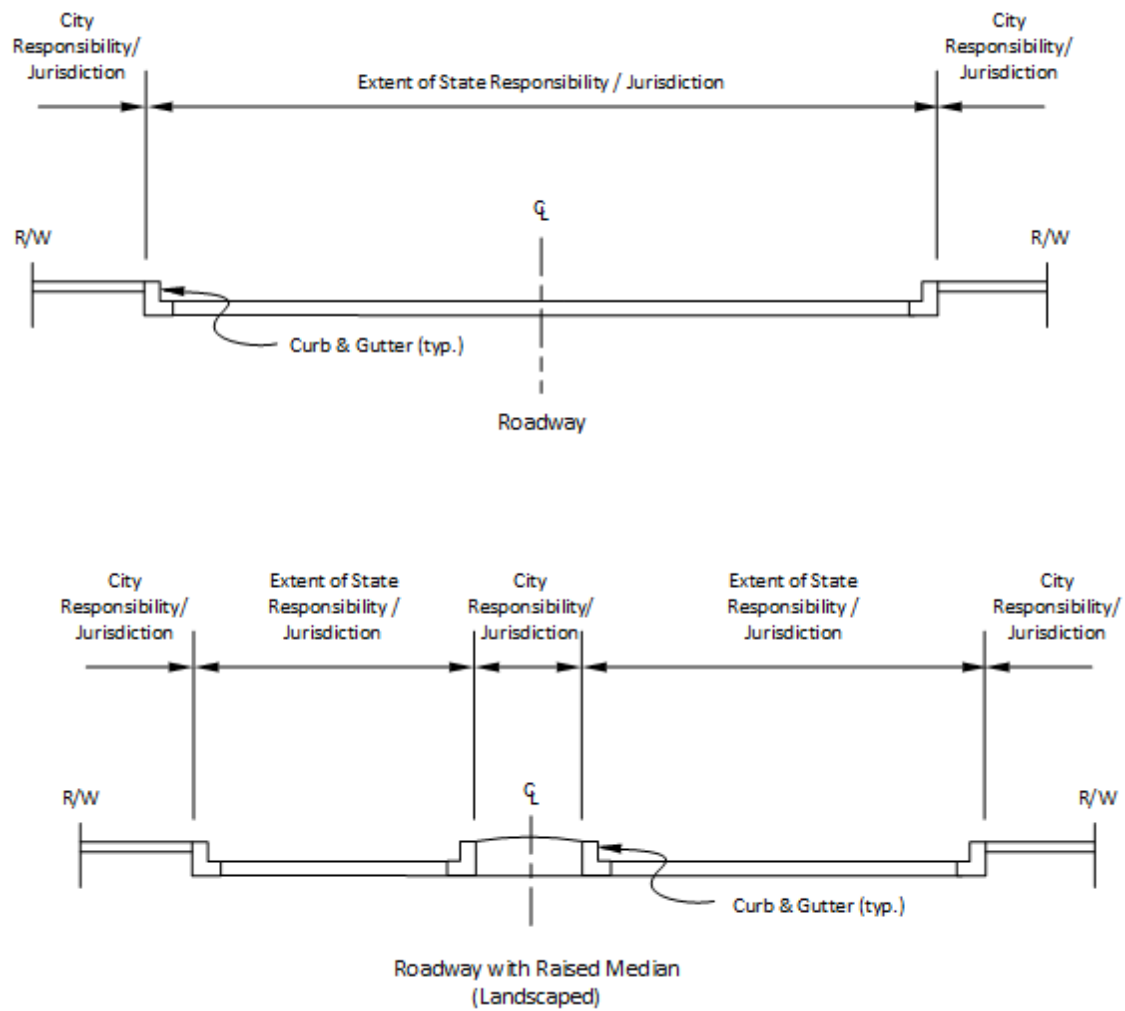 City
Responsibility/
Jurisdiction
Extent of State Responsibility / Jurisdiction
City
Responsibility/
Jurisdiction
R/W
℄
R/W
Curb & Gutter (typ.)
Roadway
City
Responsibility/
Jurisdiction
Extent of State
Responsibility /
Jurisdiction
City
Responsibility/
Jurisdiction
Extent of State
Responsibility /
Jurisdiction
City
Responsibility/
Jurisdiction
R/W
℄
R/W
Curb & Gutter (typ.)
Roadway with Raised Median
(Landscaped)